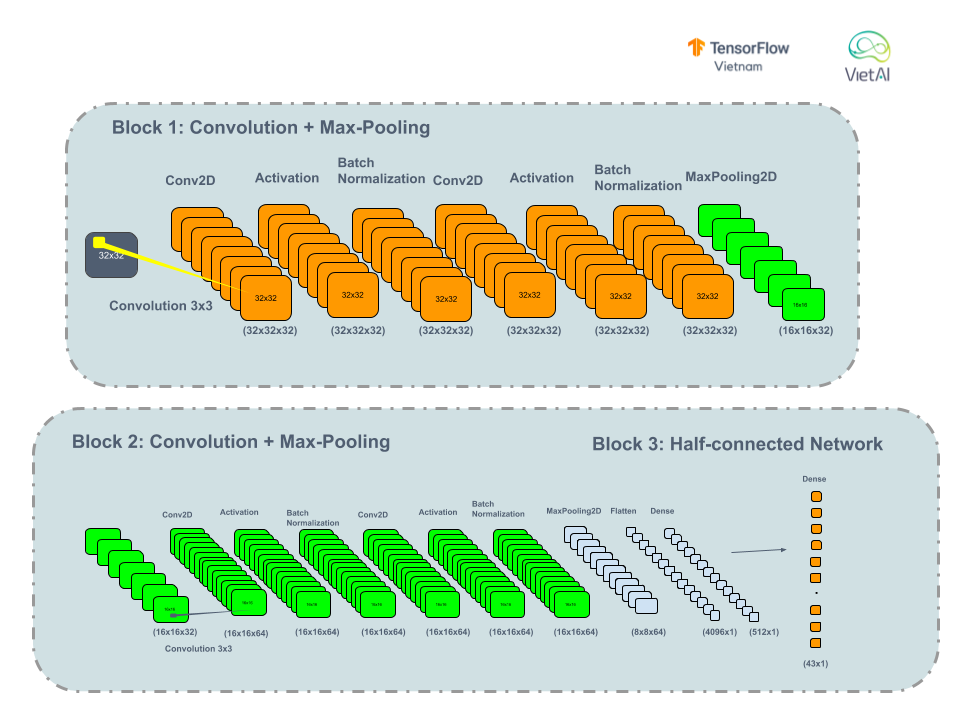 TensorFlow
Vietnam
VietAI
Block 1: Convolution + Max-Pooling
Conv2D
Activation
Batch
Normalization
Conv2D
Activation
Batch
Normalization
MaxPooling2D
32x32
Convolution 3x3
32x32
32x32
32x32
32x32
32x32
32x32
16x16
(32x32x32)
(32x32x32)
(32x32x32)
(32x32x32)
(32x32x32)
(32x32x32)
(16x16x32)
Block 2: Convolution + Max-Pooling
Block 3: Half-connected Network
Conv2D
Activation
Batch
Normalization
Conv2D
Activation
Batch
Normalization
MaxPooling2D
Flatten
Dense
Dense
16x16
16x16
16x16
16x16
16x16
16x16
16x16
(16x16x32)
(16x16x64)
(16x16x64)
(16x16x64)
(16x16x64)
(16x16x64)
(16x16x64)
(8x8x64)
(4096x1)
(512x1)
Convolution 3x3
(43x1)